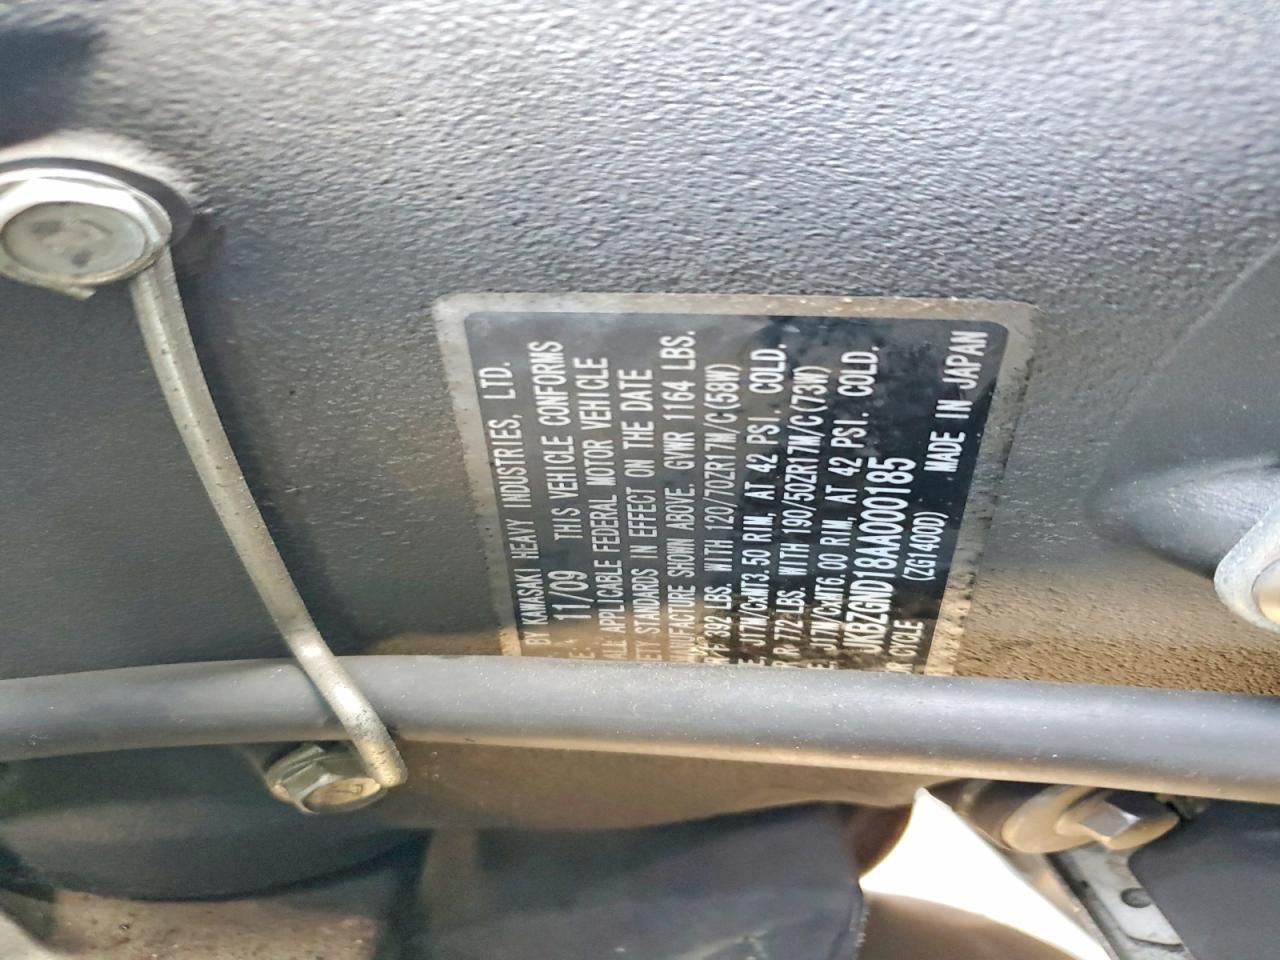 BY KAWASAKI HEAVY INDUSTRIES, LTD.
11/09 THIS VEHICLE CONFORMS
ALL APPLICABLE FEDERAL MOTOR VEHICLE
STANDARDS IN EFFECT ON THE DATE
SHOWN ABOVE. GVWR 1164 LBS.
392 LBS. WITH 120/70ZR17M/C(58W)
J17M/CxMT3.50 RIM, AT 42 PSI. COLD.
R 772 LBS. WITH 190/50ZR17M/C(73W)
J17M/CxMT6.00 RIM, AT 42 PSI. COLD.
JKBZGND18AA000185
CYCLE (ZG1400D) MADE IN JAPAN